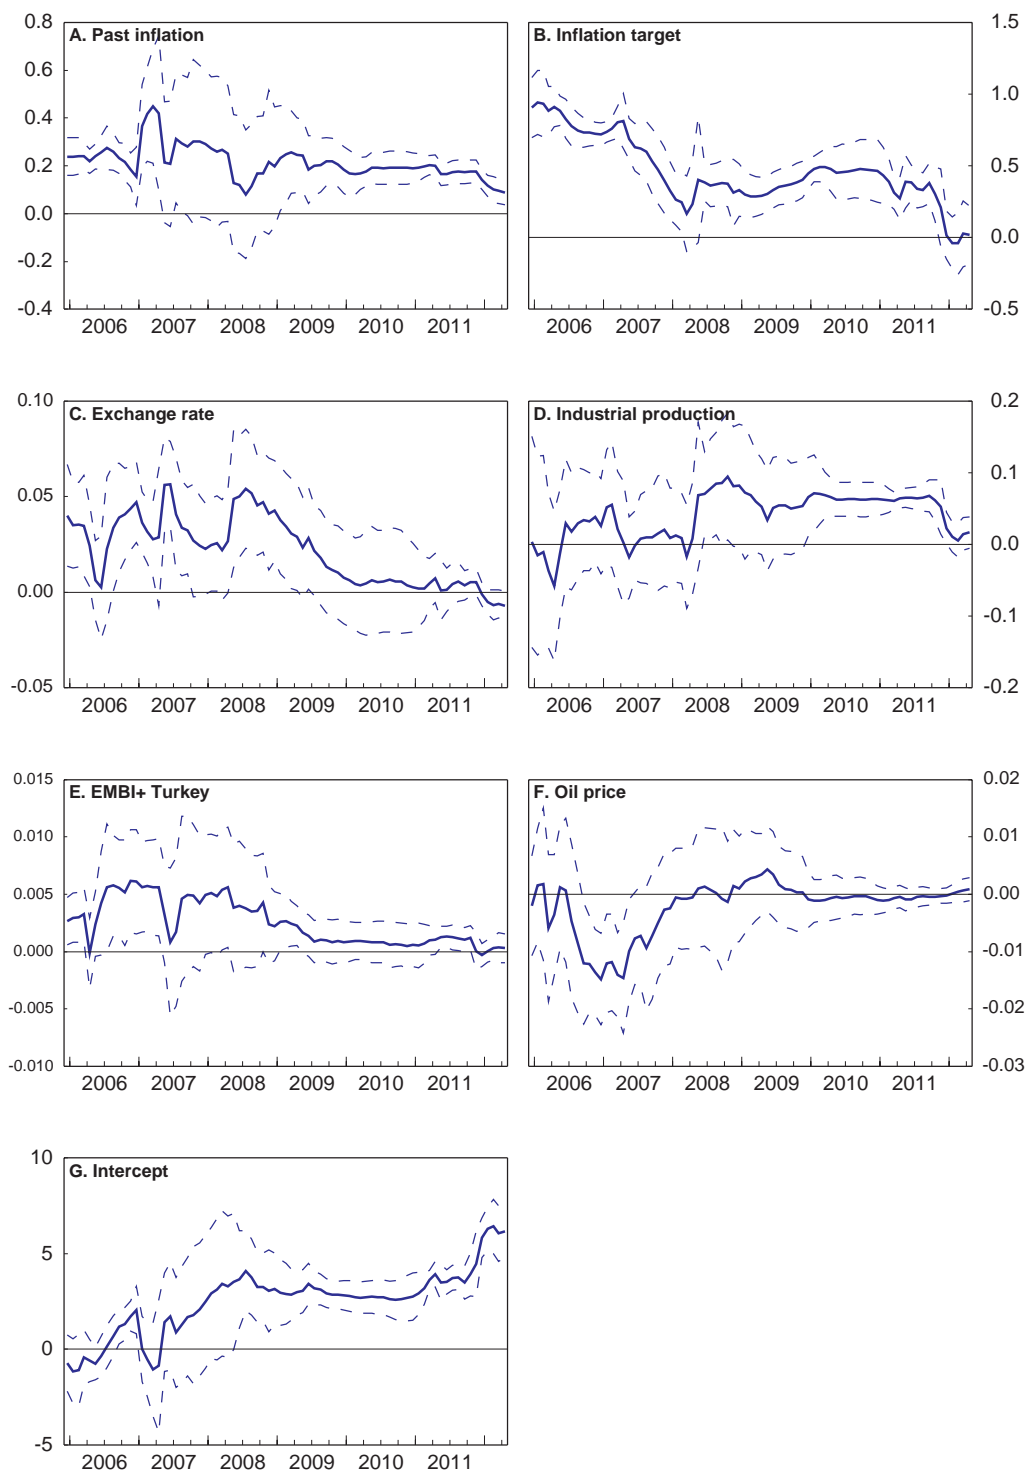 A. Past inflation
0.8
0.6
0.4
0.2
0.0
-0.2
-0.4
2006 2007 2008 2009 2010 2011
B. Inflation target
1.5
1.0
0.5
0.0
-0.5
2006 2007 2008 2009 2010 2011
C. Exchange rate
0.10
0.05
0.00
-0.05
2006 2007 2008 2009 2010 2011
D. Industrial production
0.2
0.1
0.0
-0.1
-0.2
2006 2007 2008 2009 2010 2011
E. EMBI+ Turkey
0.015
0.010
0.005
0.000
-0.005
-0.010
2006 2007 2008 2009 2010 2011
F. Oil price
0.02
0.01
0.00
-0.01
-0.02
-0.03
2006 2007 2008 2009 2010 2011
G. Intercept
10
5
0
-5
2006 2007 2008 2009 2010 2011